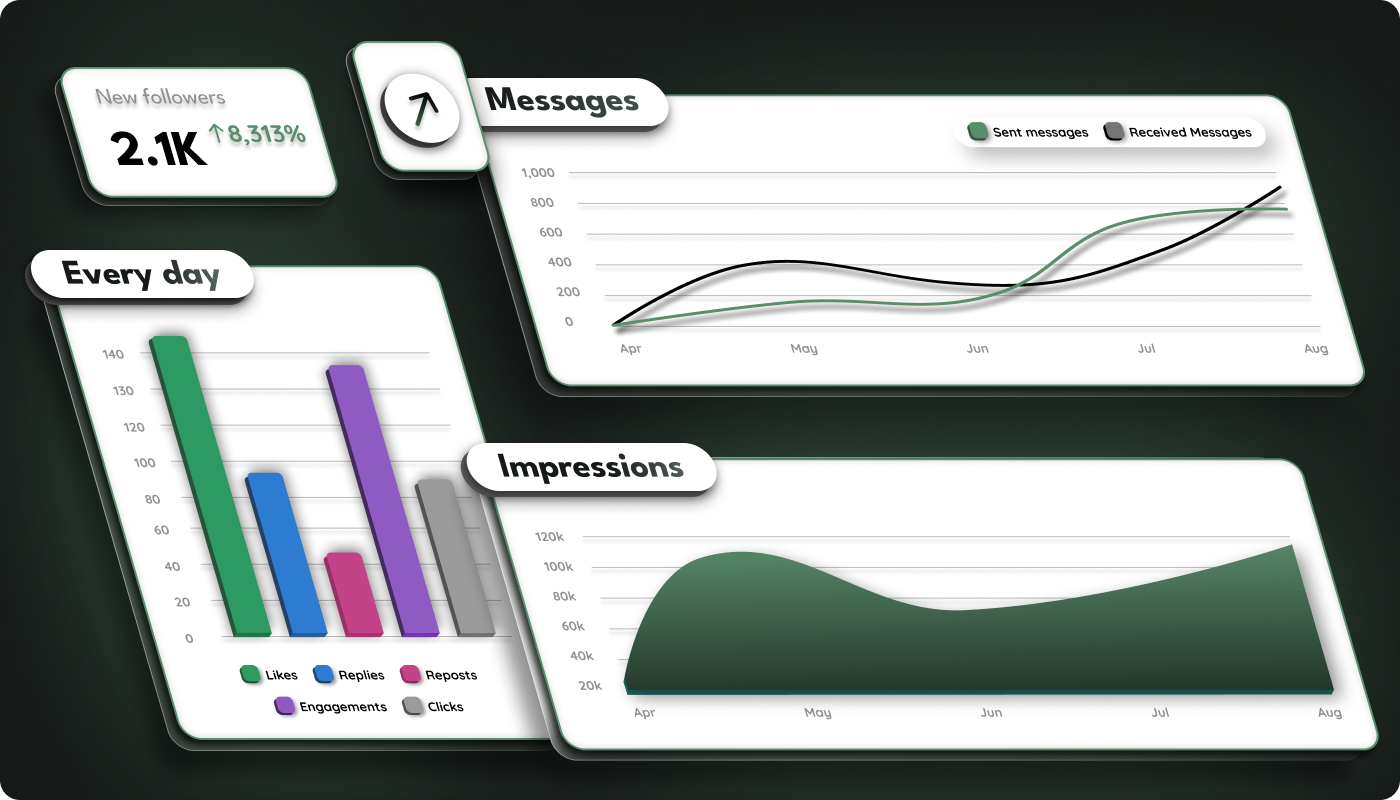 New followers
2.1K ↑8,313%
Messages
Sent messages Received Messages
1,000
800
600
400
200
0
Apr May Jun Jul Aug
Every day
140
130
120
100
80
60
40
20
0
Likes Replies Reposts
Engagements Clicks
Impressions
120k
100k
80k
60k
40k
20k
Apr May Jun Jul Aug